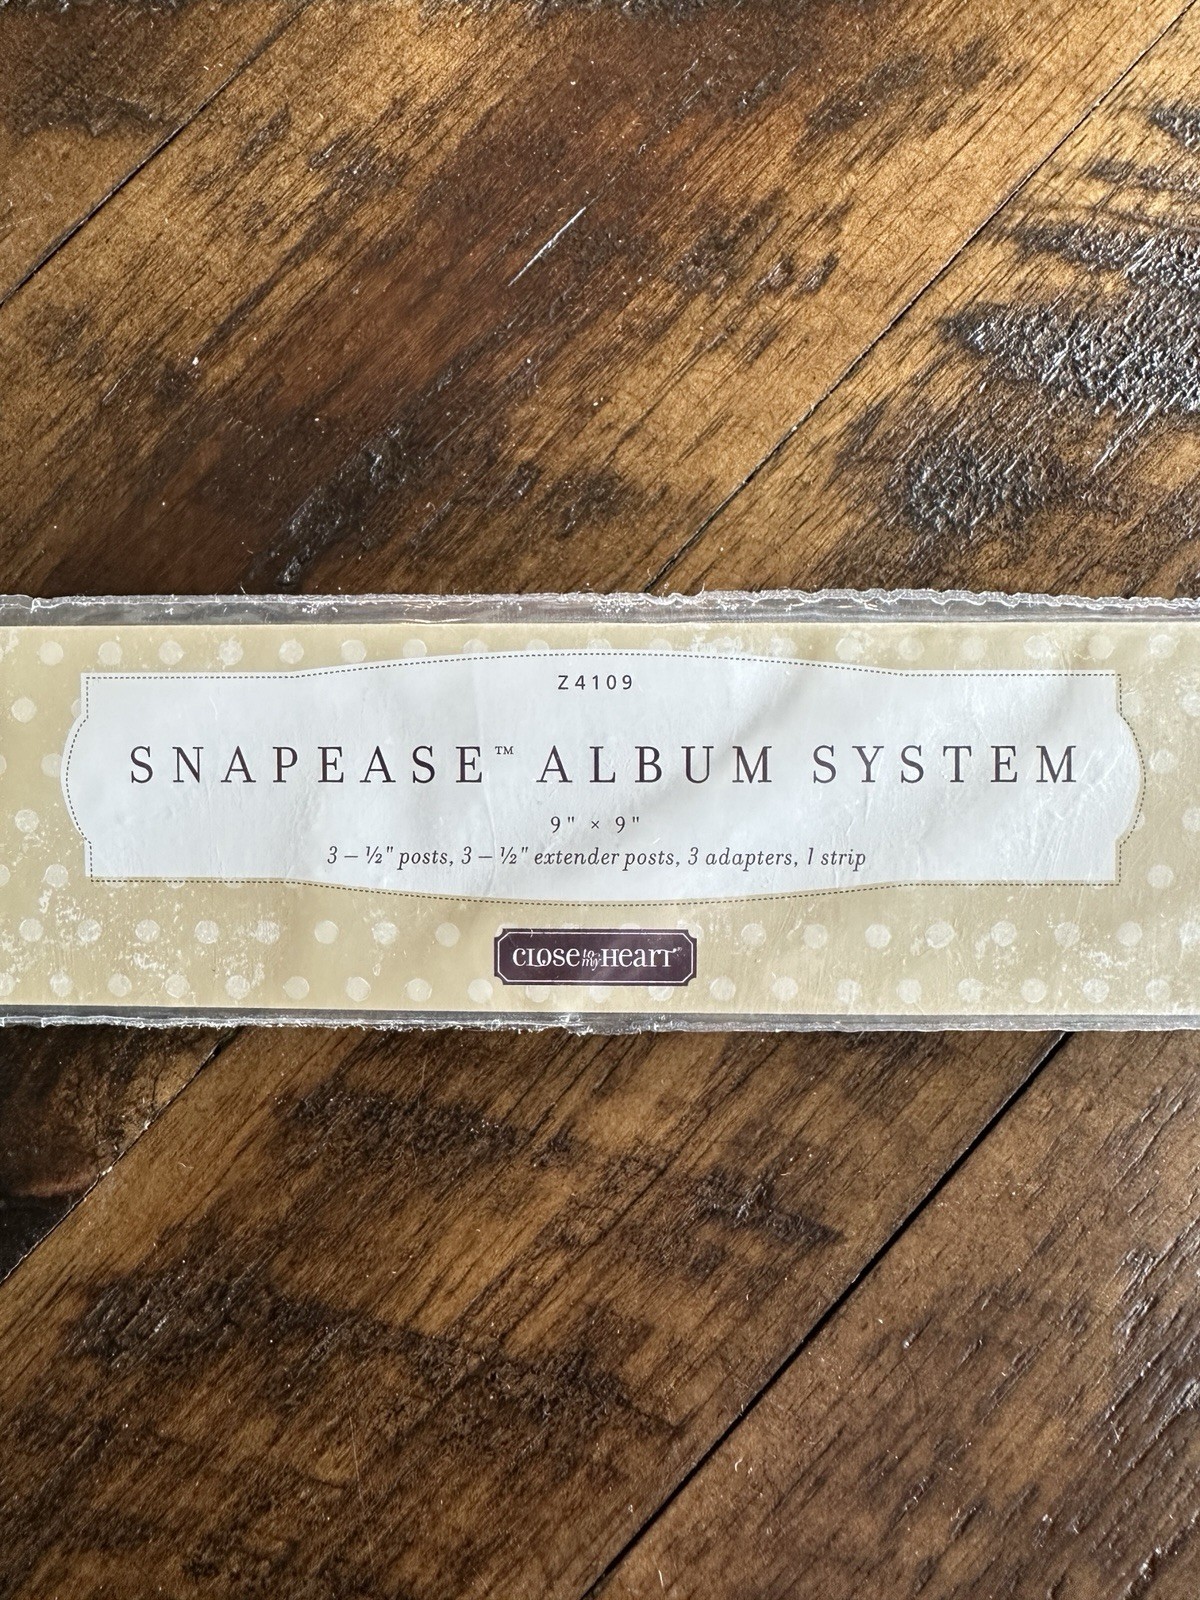 Z4109
SNAPEASE™ ALBUM SYSTEM
9" × 9"
3 – ½" posts, 3 – ½" extender posts, 3 adapters, 1 strip
CLOSE to my HEART®